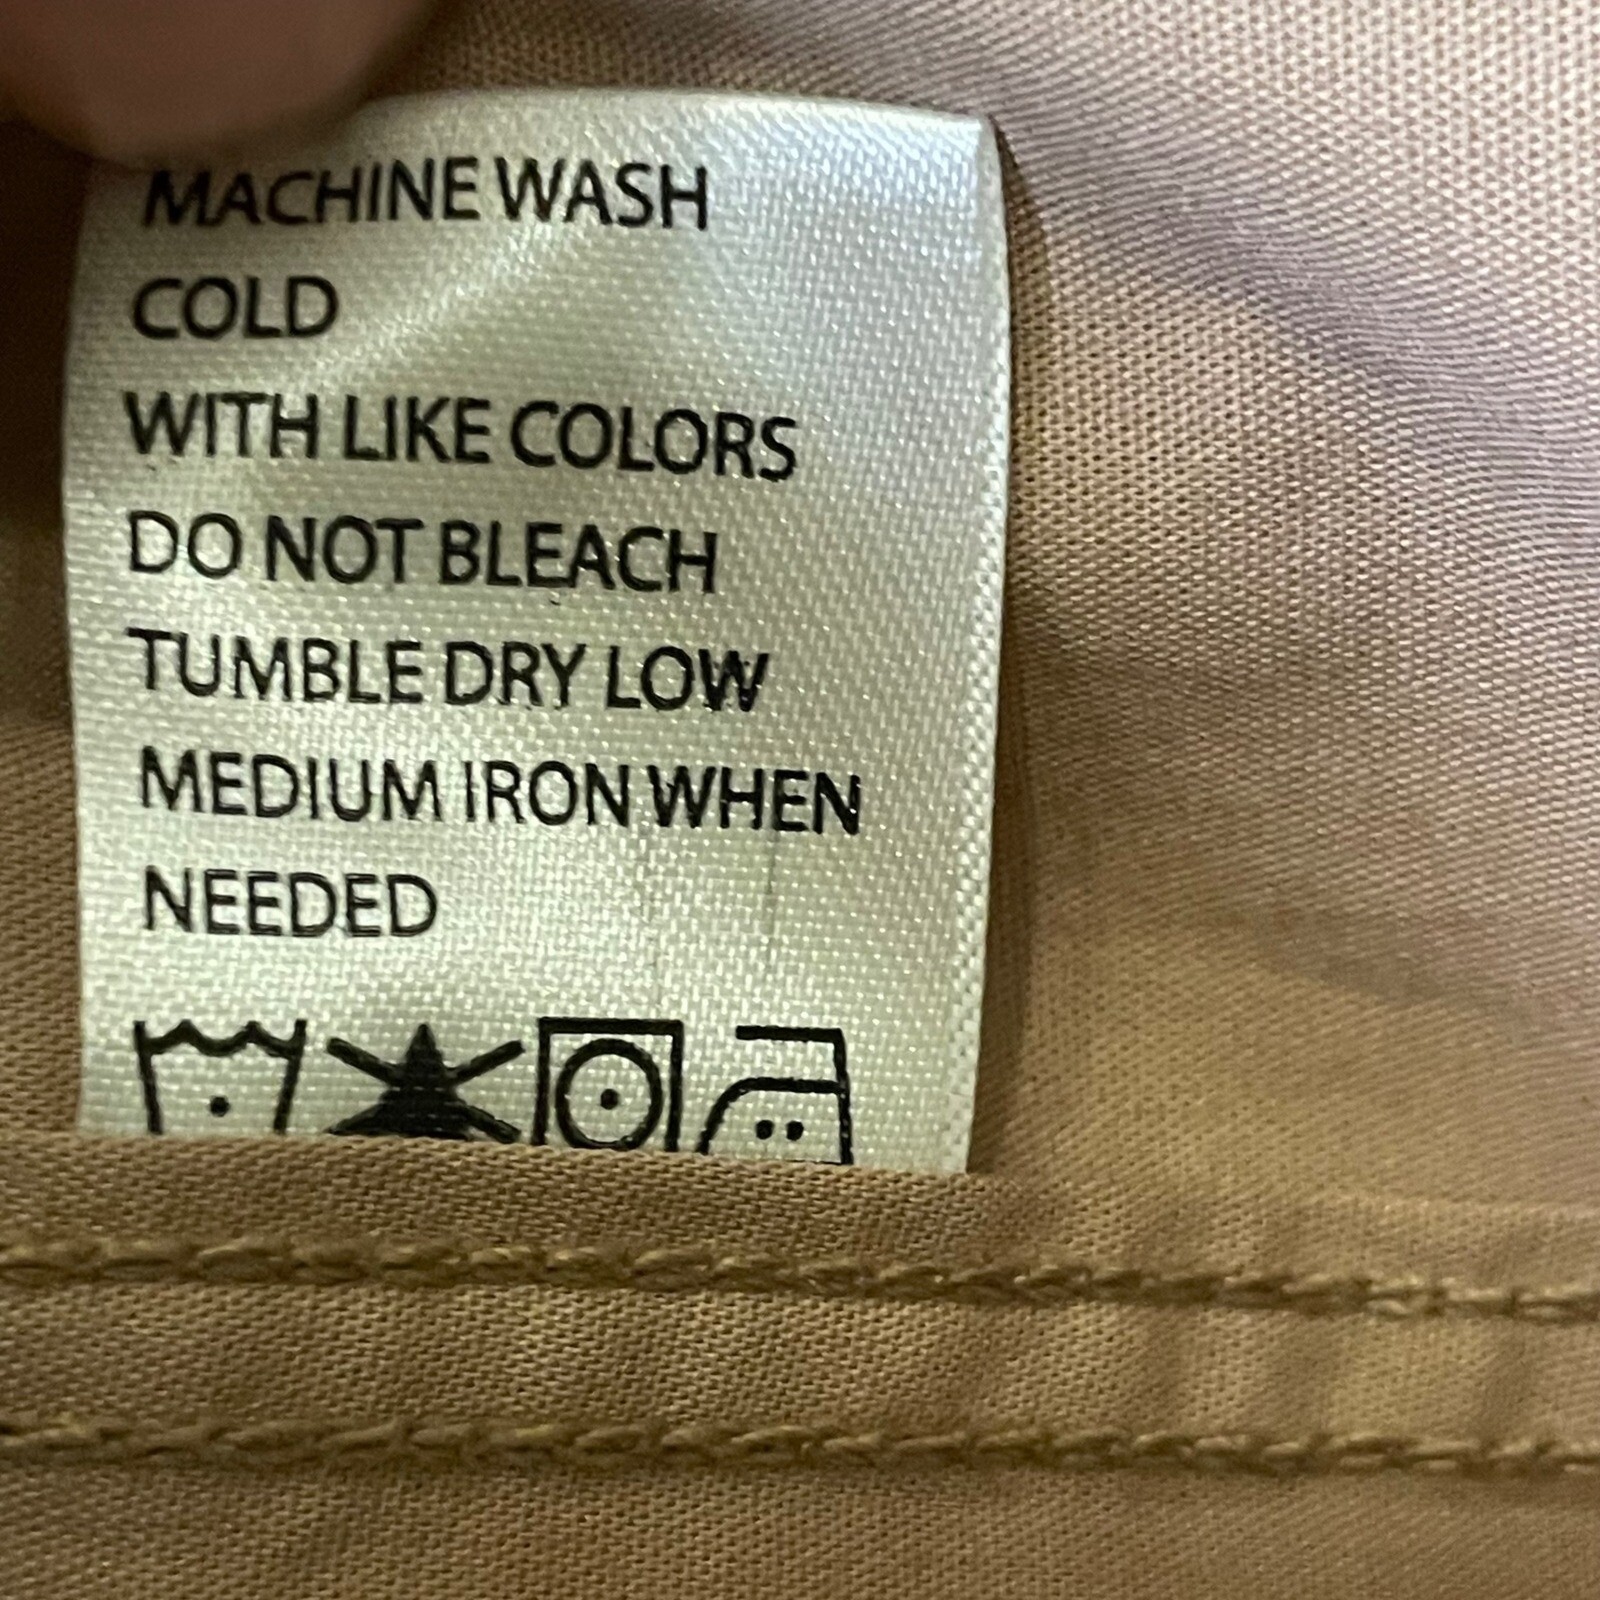 MACHINE WASH
COLD
WITH LIKE COLORS
DO NOT BLEACH
TUMBLE DRY LOW
MEDIUM IRON WHEN
NEEDED